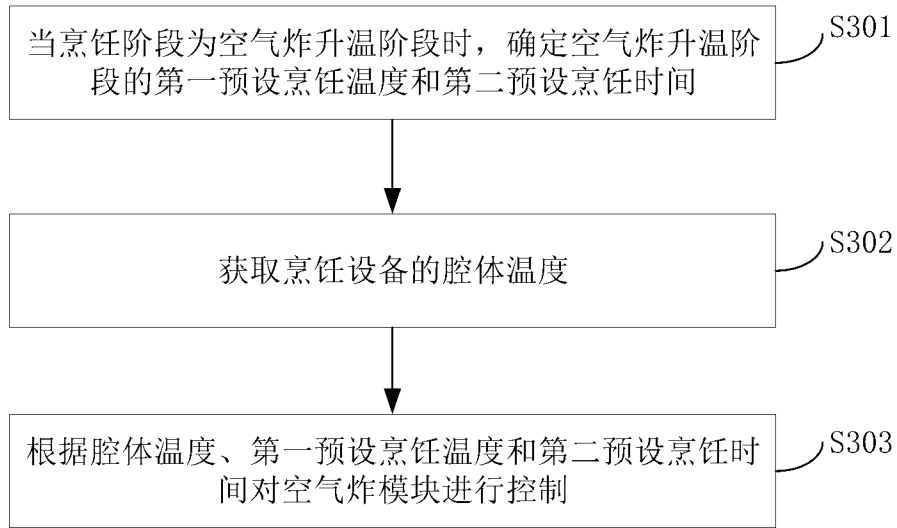 当烹饪阶段为空气炸升温阶段时，确定空气炸升温阶
段的第一预设烹饪温度和第二预设烹饪时间
S301
获取烹饪设备的腔体温度
S302
根据腔体温度、第一预设烹饪温度和第二预设烹饪时
间对空气炸模块进行控制
S303